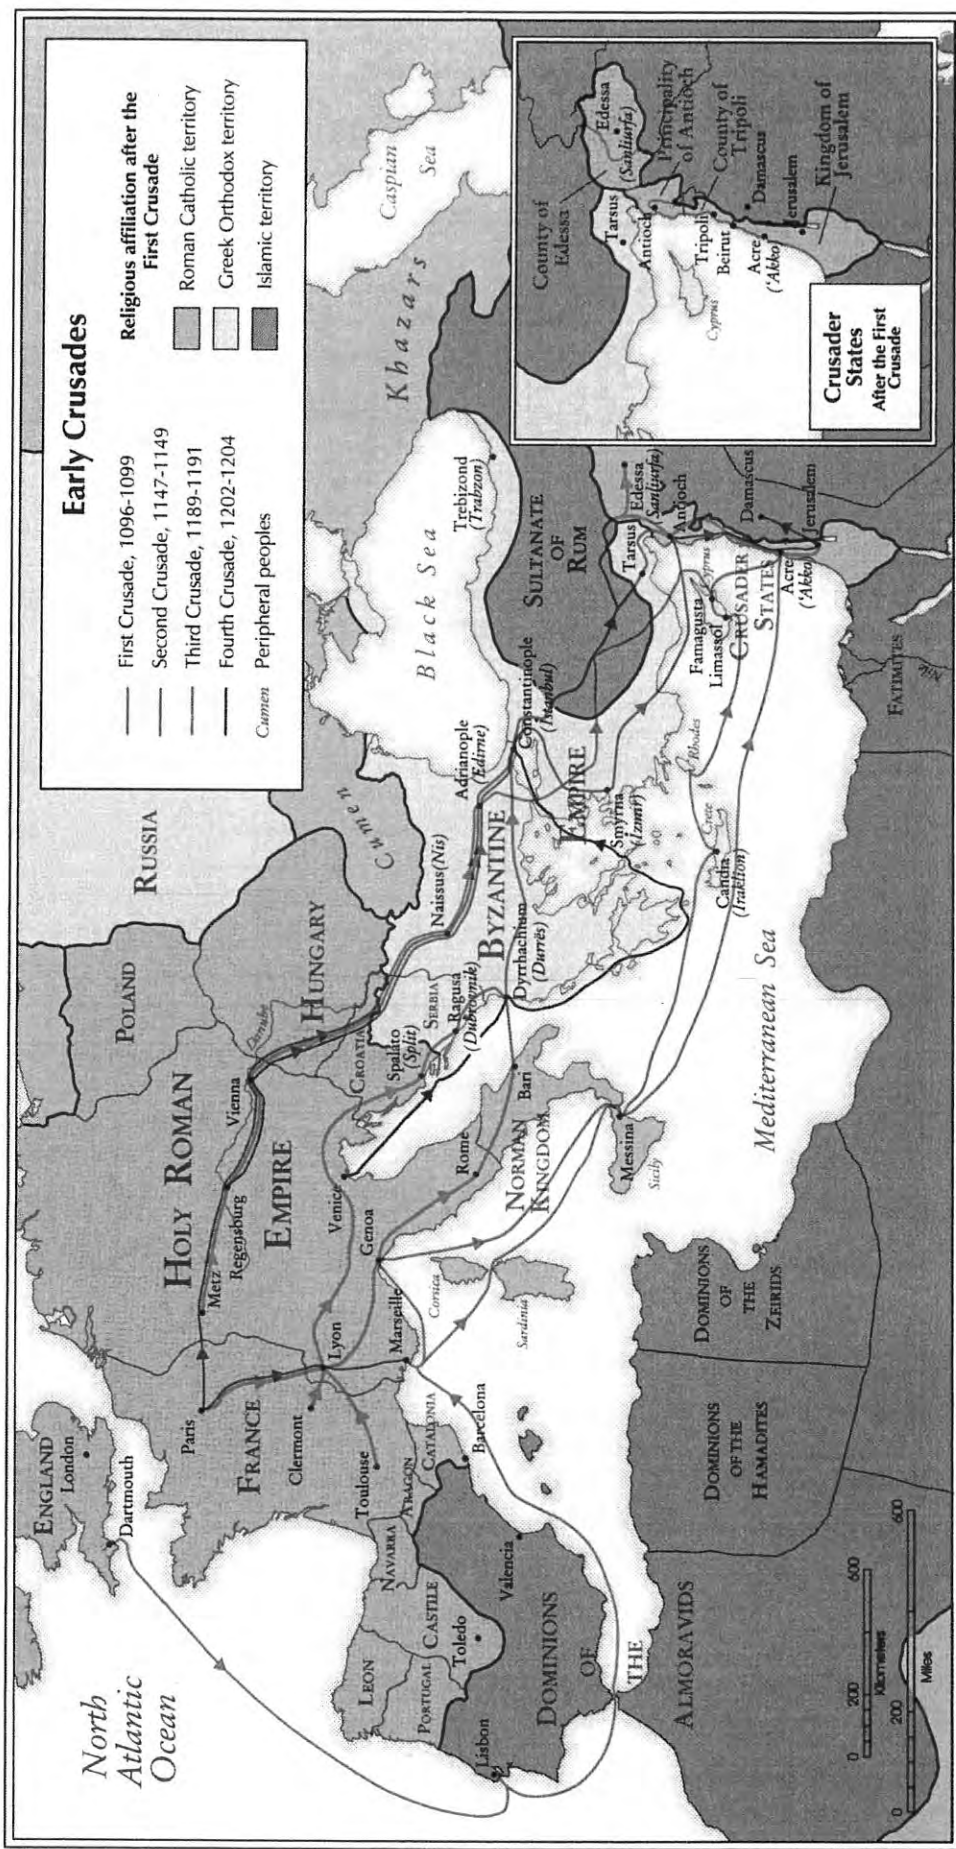 Early Crusades
First Crusade, 1096-1099
Second Crusade, 1147-1149
Third Crusade, 1189-1191
Fourth Crusade, 1202-1204
Cumen Peripheral peoples
Religious affiliation after the
First Crusade
Roman Catholic territory
Greek Orthodox territory
Islamic territory
North
Atlantic
Ocean
ENGLAND
London
Dartmouth
Paris
FRANCE
Clermont
Toulouse
Lyon
Marseille
Metz
Regensburg
Vienna
HOLY ROMAN
EMPIRE
Danube
POLAND
RUSSIA
HUNGARY
Cumen
Khazars
Caspian
Sea
Black Sea
CROATIA
SERBIA
Spalato
(Split)
Ragusa
(Dubrovnik)
Naissus (Nis)
Adrianople
(Edirne)
Constantinople
(Istanbul)
Trebizond
(Trabzon)
BYZANTINE
EMPIRE
Dyrrhachium
(Durrës)
Smyrna
(Izmir)
SULTANATE
OF
RUM
Venice
Genoa
Rome
Bari
NORMAN
KINGDOM
Messina
Sicily
Corsica
Sardinia
Candia
(Iraklion)
Crete
Rhodes
Cyprus
Famagusta
Limassol
CRUSADER
STATES
Tarsus
Edessa
(Sanliurfa)
Antioch
Damascus
Jerusalem
Acre
('Akko)
FATIMITES
Nile
Mediterranean Sea
LEON
PORTUGAL
CASTILE
NAVARRA
ARAGON
CATALONIA
Barcelona
Toledo
Valencia
Lisbon
DOMINIONS
OF
THE
ALMORAVIDS
DOMINIONS
OF THE
HAMADITES
DOMINIONS
OF
THE
ZEIRIDS
0 200 600
Kilometers
0 200 600
Miles
County of
Edessa
Edessa
(Sanliurfa)
Tarsus
Antioch
Principality
of Antioch
County of
Tripoli
Tripoli
Beirut
Damascus
Cyprus
Acre
('Akko)
Jerusalem
Kingdom of
Jerusalem
Crusader
States
After the First
Crusade